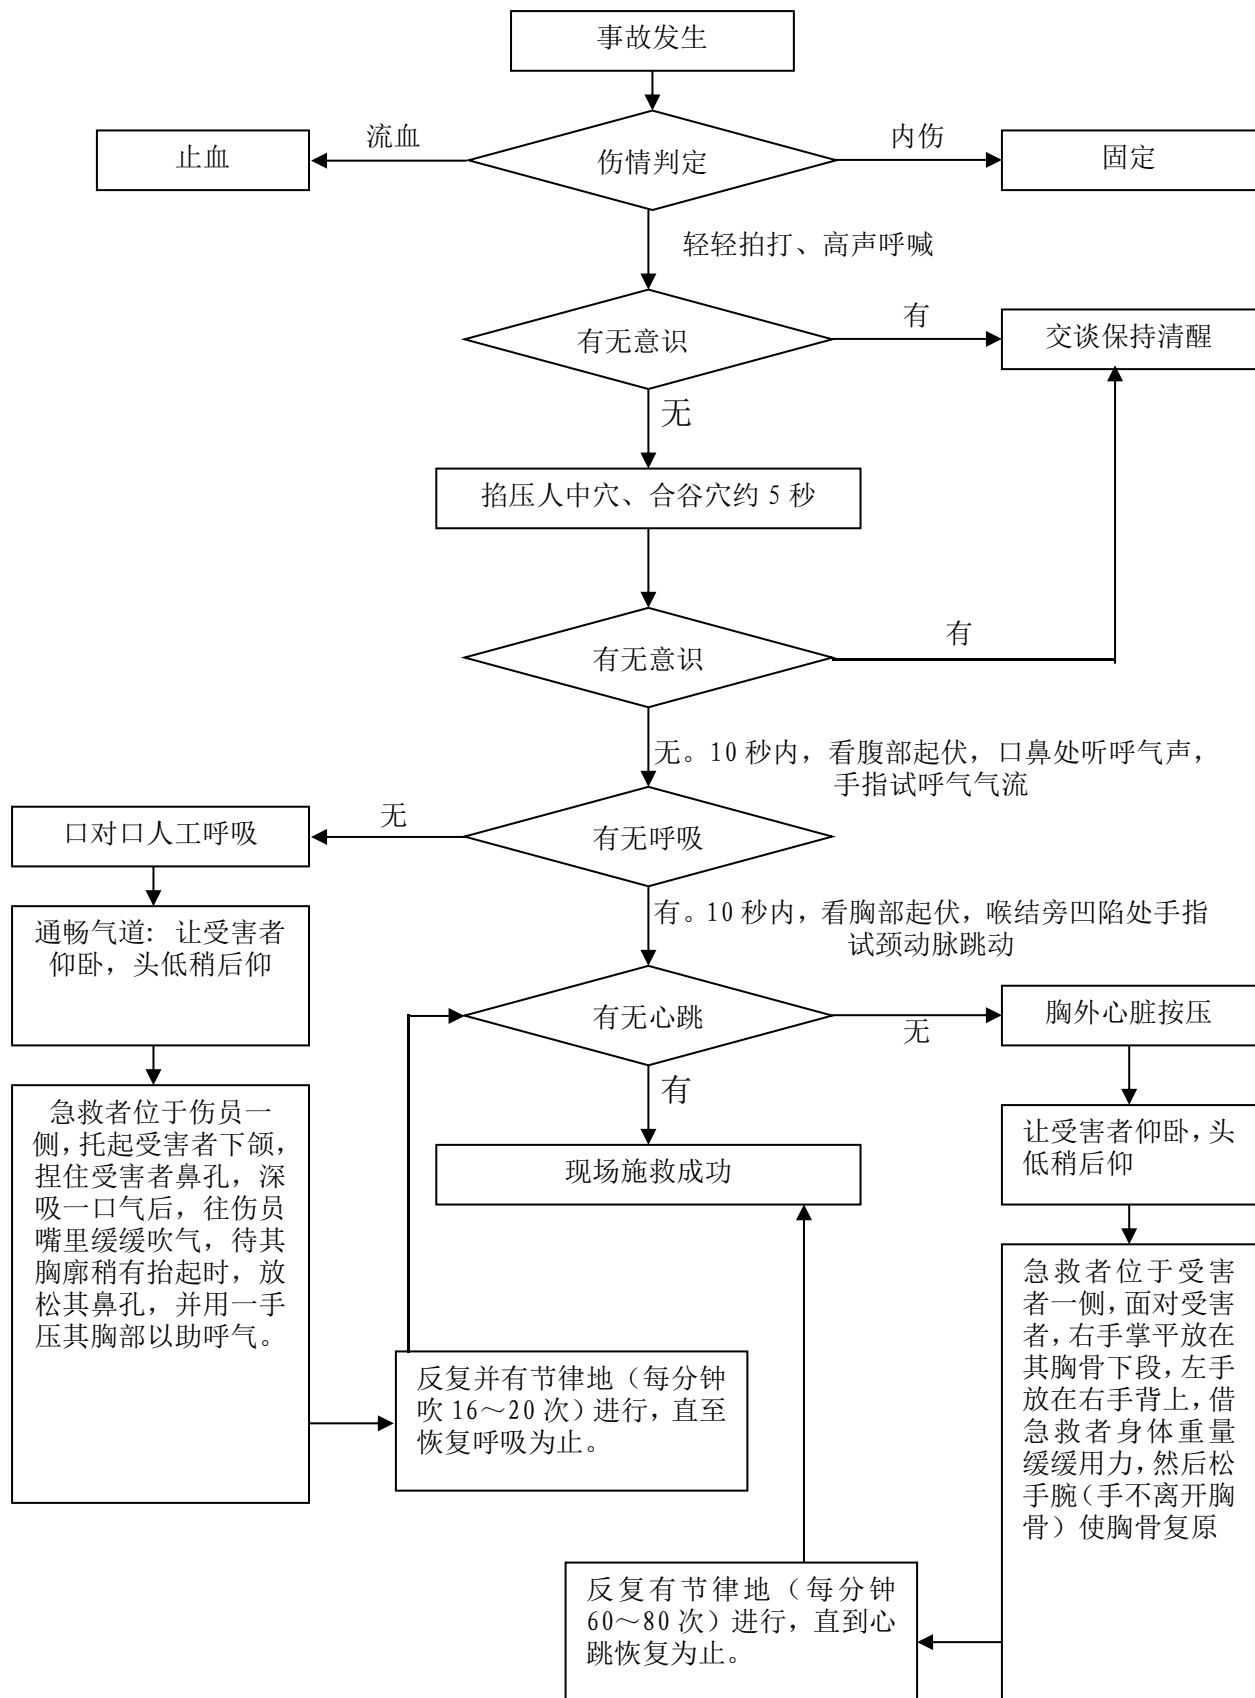 事故发生
流血
内伤
止血
伤情判定
固定
轻轻拍打、高声呼喊
有
有无意识
交谈保持清醒
无
掐压人中穴、合谷穴约 5 秒
有
有无意识
无。10 秒内，看腹部起伏，口鼻处听呼气声，
手指试呼气气流
无
口对口人工呼吸
有无呼吸
有。10 秒内，看胸部起伏，喉结旁凹陷处手指
试颈动脉跳动
通畅气道：让受害者
仰卧，头低稍后仰
有无心跳
无
胸外心脏按压
有
急救者位于伤员一
侧，托起受害者下颌，
捏住受害者鼻孔，深
吸一口气后，往伤员
嘴里缓缓吹气，待其
胸廓稍有抬起时，放
松其鼻孔，并用一手
压其胸部以助呼气。
现场施救成功
让受害者仰卧，头
低稍后仰
急救者位于受害
者一侧，面对受害
者，右手掌平放在
其胸骨下段，左手
放在右手背上，借
急救者身体重量
缓缓用力，然后松
手腕（手不离开胸
骨）使胸骨复原
反复并有节律地（每分钟
吹 16～20 次）进行，直至
恢复呼吸为止。
反复有节律地（每分钟
60～80 次）进行，直到心
跳恢复为止。